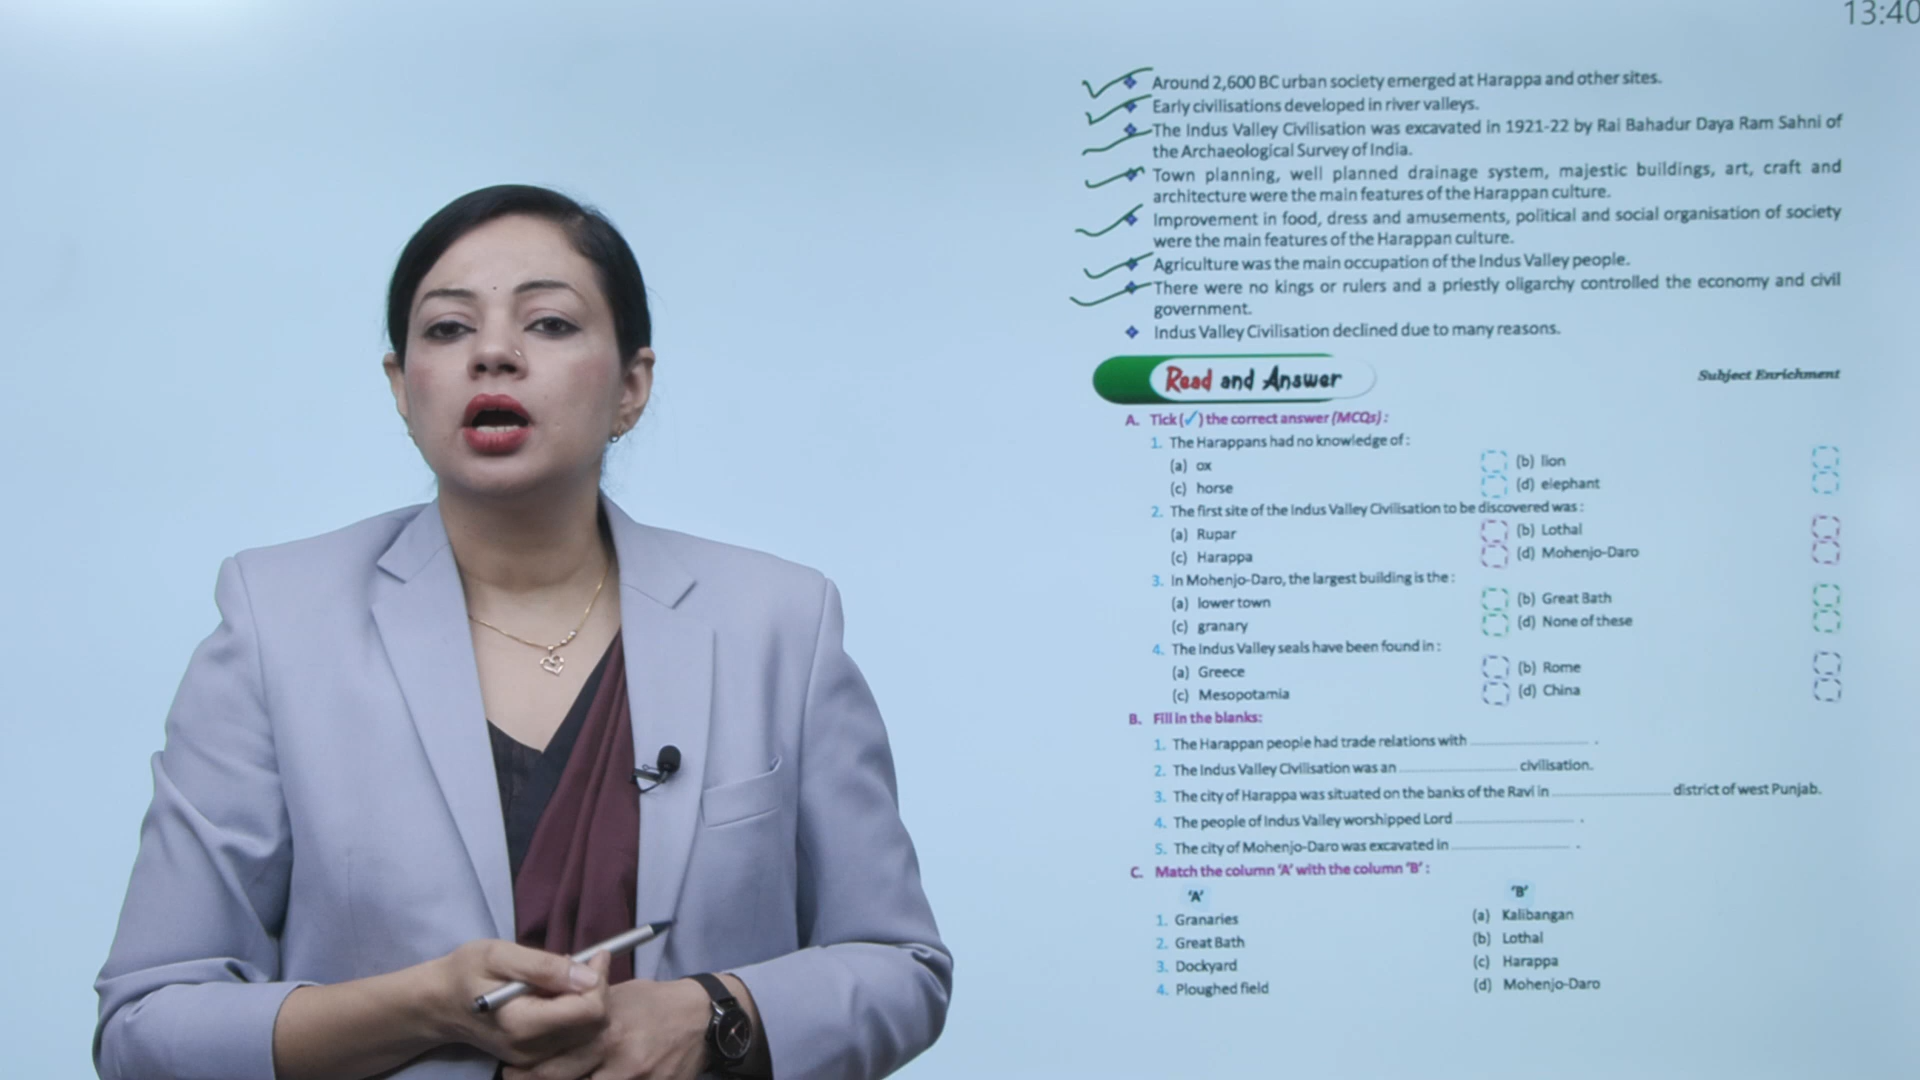 13:40
❖ Around 2,600 BC urban society emerged at Harappa and other sites.
❖ Early civilisations developed in river valleys.
❖ The Indus Valley Civilisation was excavated in 1921-22 by Rai Bahadur Daya Ram Sahni of
the Archaeological Survey of India.
❖ Town planning, well planned drainage system, majestic buildings, art, craft and
architecture were the main features of the Harappan culture.
❖ Improvement in food, dress and amusements, political and social organisation of society
were the main features of the Harappan culture.
❖ Agriculture was the main occupation of the Indus Valley people.
❖ There were no kings or rulers and a priestly oligarchy controlled the economy and civil
government.
❖ Indus Valley Civilisation declined due to many reasons.
Read and Answer
Subject Enrichment
A. Tick (✓) the correct answer (MCQs) :
1. The Harappans had no knowledge of :
(a) ox (b) lion
(c) horse (d) elephant
2. The first site of the Indus Valley Civilisation to be discovered was :
(a) Rupar (b) Lothal
(c) Harappa (d) Mohenjo-Daro
3. In Mohenjo-Daro, the largest building is the :
(a) lower town (b) Great Bath
(c) granary (d) None of these
4. The Indus Valley seals have been found in :
(a) Greece (b) Rome
(c) Mesopotamia (d) China
B. Fill in the blanks:
1. The Harappan people had trade relations with .................... .
2. The Indus Valley Civilisation was an .................... civilisation.
3. The city of Harappa was situated on the banks of the Ravi in .................... district of west Punjab.
4. The people of Indus Valley worshipped Lord .................... .
5. The city of Mohenjo-Daro was excavated in .................... .
C. Match the column 'A' with the column 'B' :
'A' 'B'
1. Granaries (a) Kalibangan
2. Great Bath (b) Lothal
3. Dockyard (c) Harappa
4. Ploughed field (d) Mohenjo-Daro